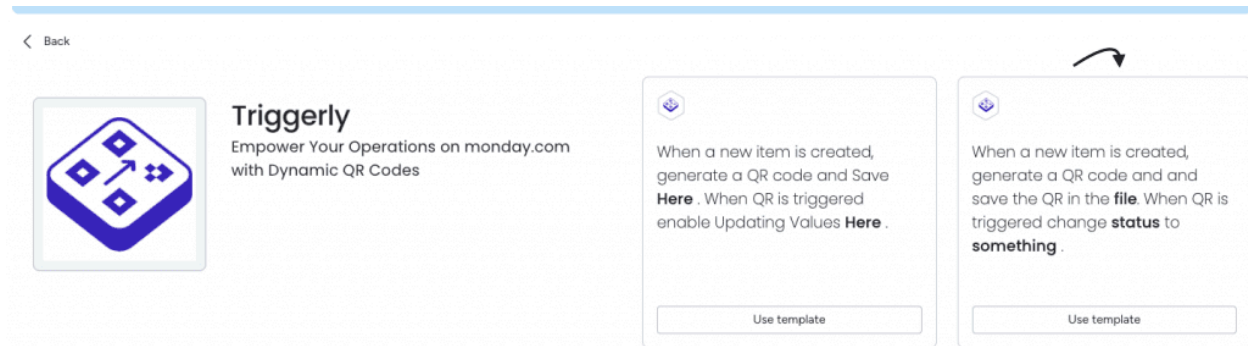 Back
Triggerly
Empower Your Operations on monday.com
with Dynamic QR Codes
When a new item is created,
generate a QR code and Save
Here . When QR is triggered
enable Updating Values Here .
Use template
When a new item is created,
generate a QR code and and
save the QR in the file. When QR is
triggered change status to
something .
Use template